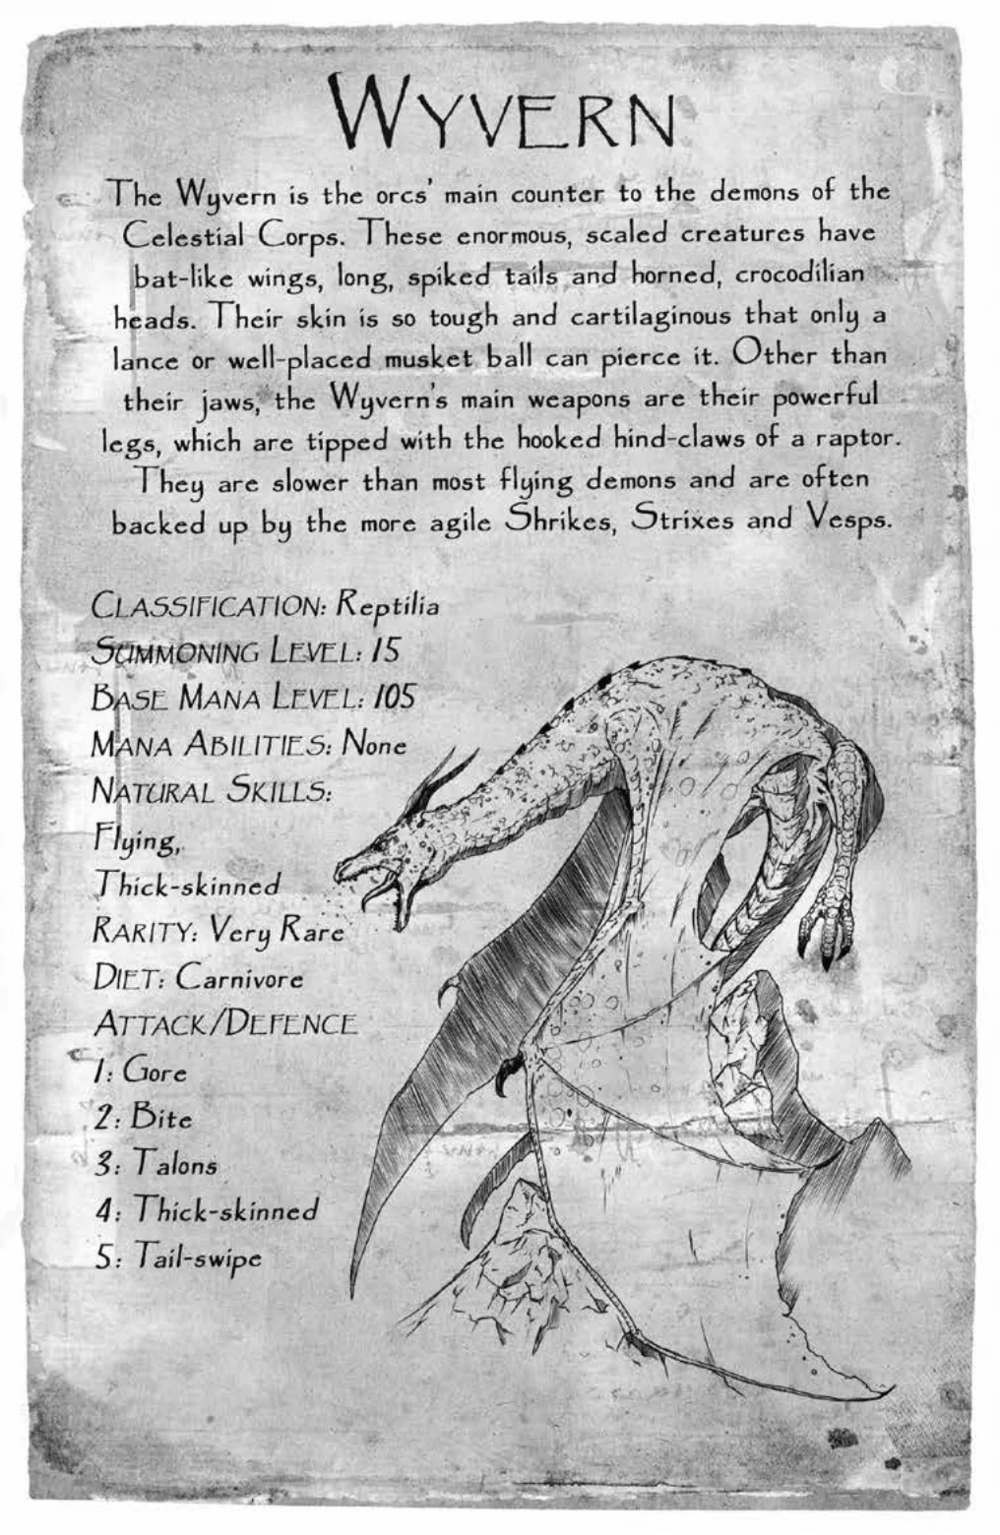 WYVERN
The Wyvern is the orcs' main counter to the demons of the
Celestial Corps. These enormous, scaled creatures have
bat-like wings, long, spiked tails and horned, crocodilian
heads. Their skin is so tough and cartilaginous that only a
lance or well-placed musket ball can pierce it. Other than
their jaws, the Wyvern's main weapons are their powerful
legs, which are tipped with the hooked hind-claws of a raptor.
They are slower than most flying demons and are often
backed up by the more agile Shrikes, Strixes and Vesps.
CLASSIFICATION: Reptilia
SUMMONING LEVEL: 15
BASE MANA LEVEL: 105
MANA ABILITIES: None
NATURAL SKILLS:
Flying,
Thick-skinned
RARITY: Very Rare
DIET: Carnivore
ATTACK/DEFENCE
1: Gore
2: Bite
3: Talons
4: Thick-skinned
5: Tail-swipe